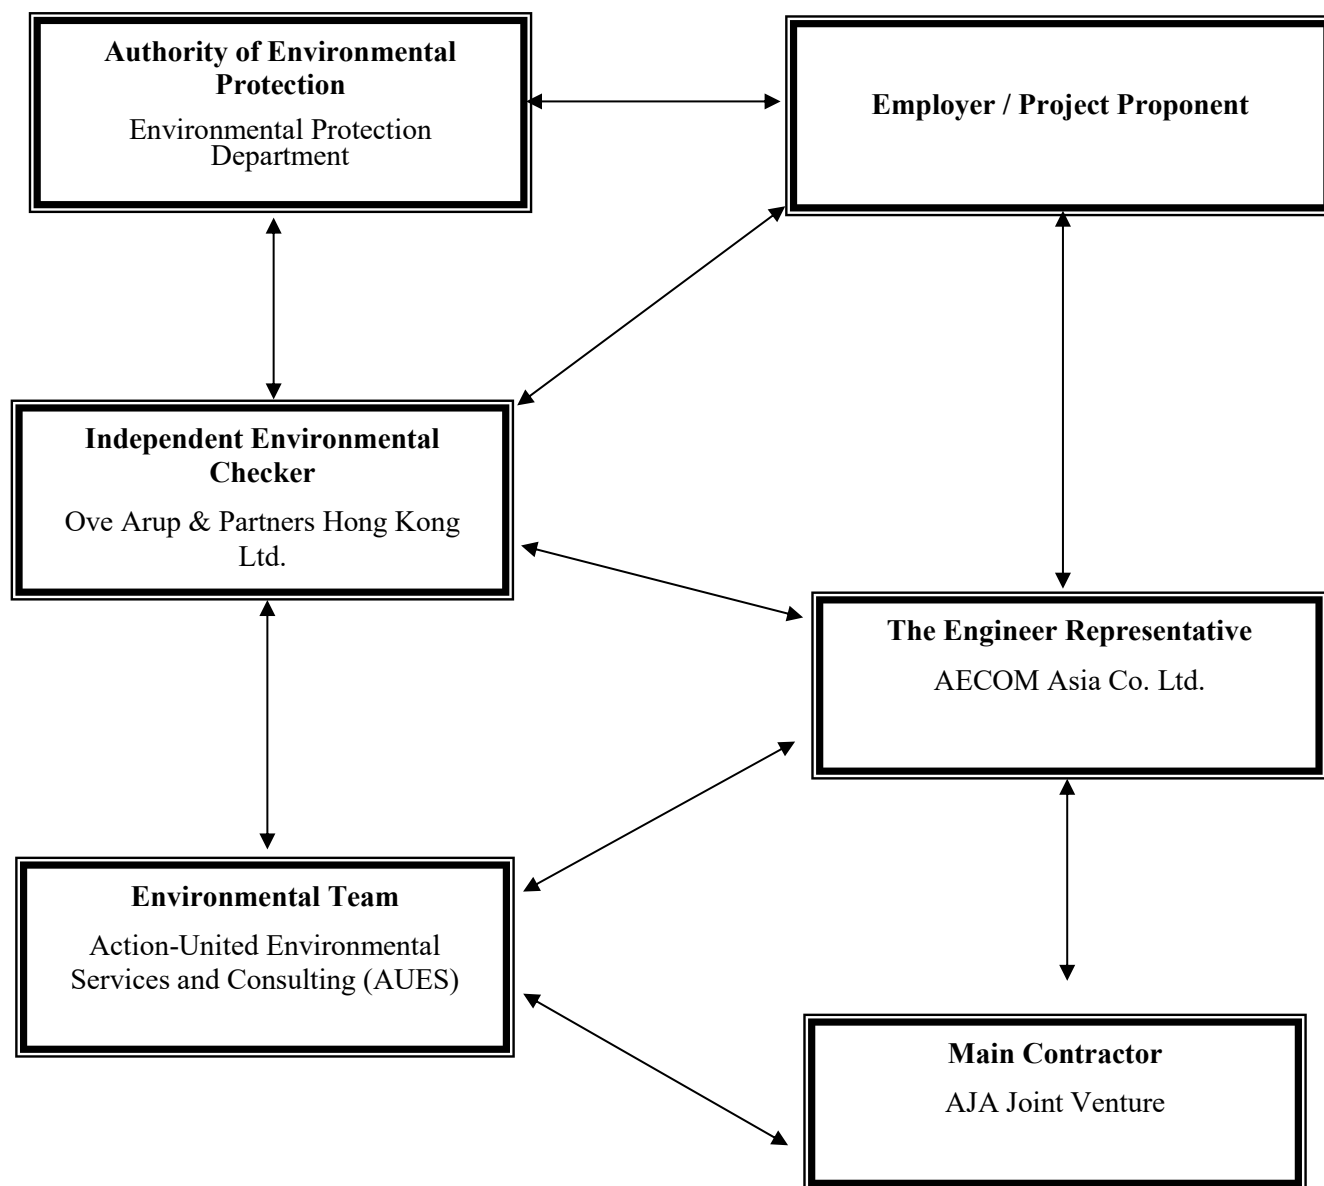 Authority of Environmental
Protection
Environmental Protection
Department
Employer / Project Proponent
Independent Environmental
Checker
Ove Arup & Partners Hong Kong
Ltd.
The Engineer Representative
AECOM Asia Co. Ltd.
Environmental Team
Action-United Environmental
Services and Consulting (AUES)
Main Contractor
AJA Joint Venture